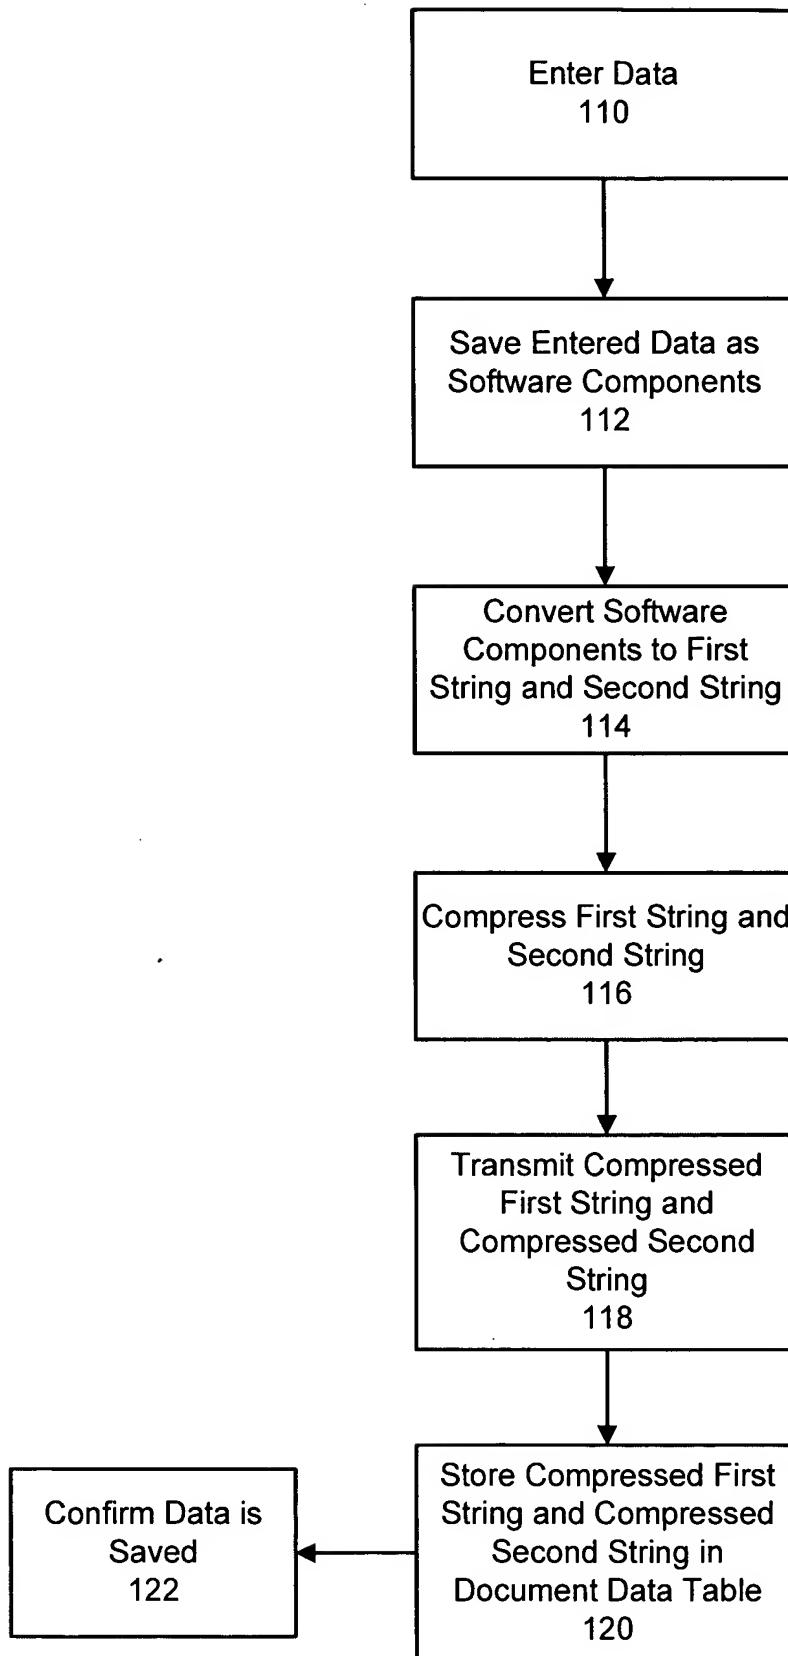 Enter Data
110
Save Entered Data as
Software Components
112
Convert Software
Components to First
String and Second String
114
Compress First String and
Second String
116
Transmit Compressed
First String and
Compressed Second
String
118
Store Compressed First
String and Compressed
Second String in
Document Data Table
120
Confirm Data is
Saved
122